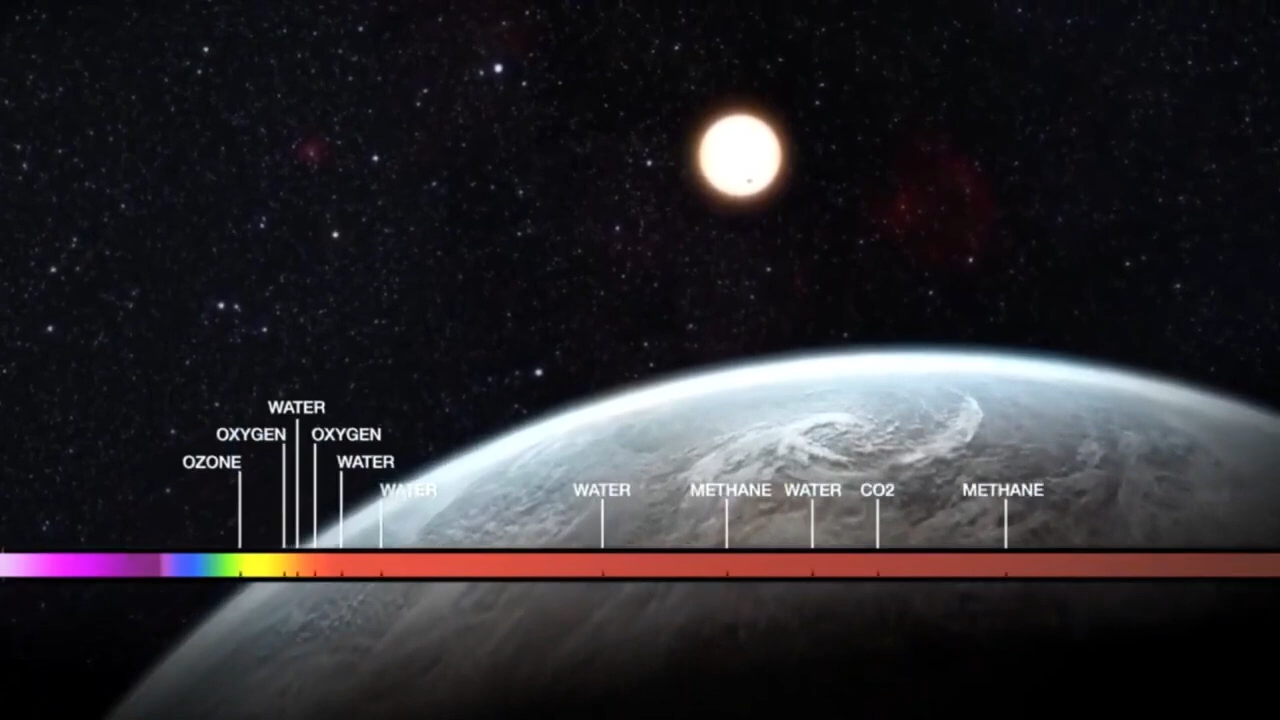 WATER
OXYGEN OXYGEN
OZONE WATER
WATER WATER METHANE WATER CO2 METHANE